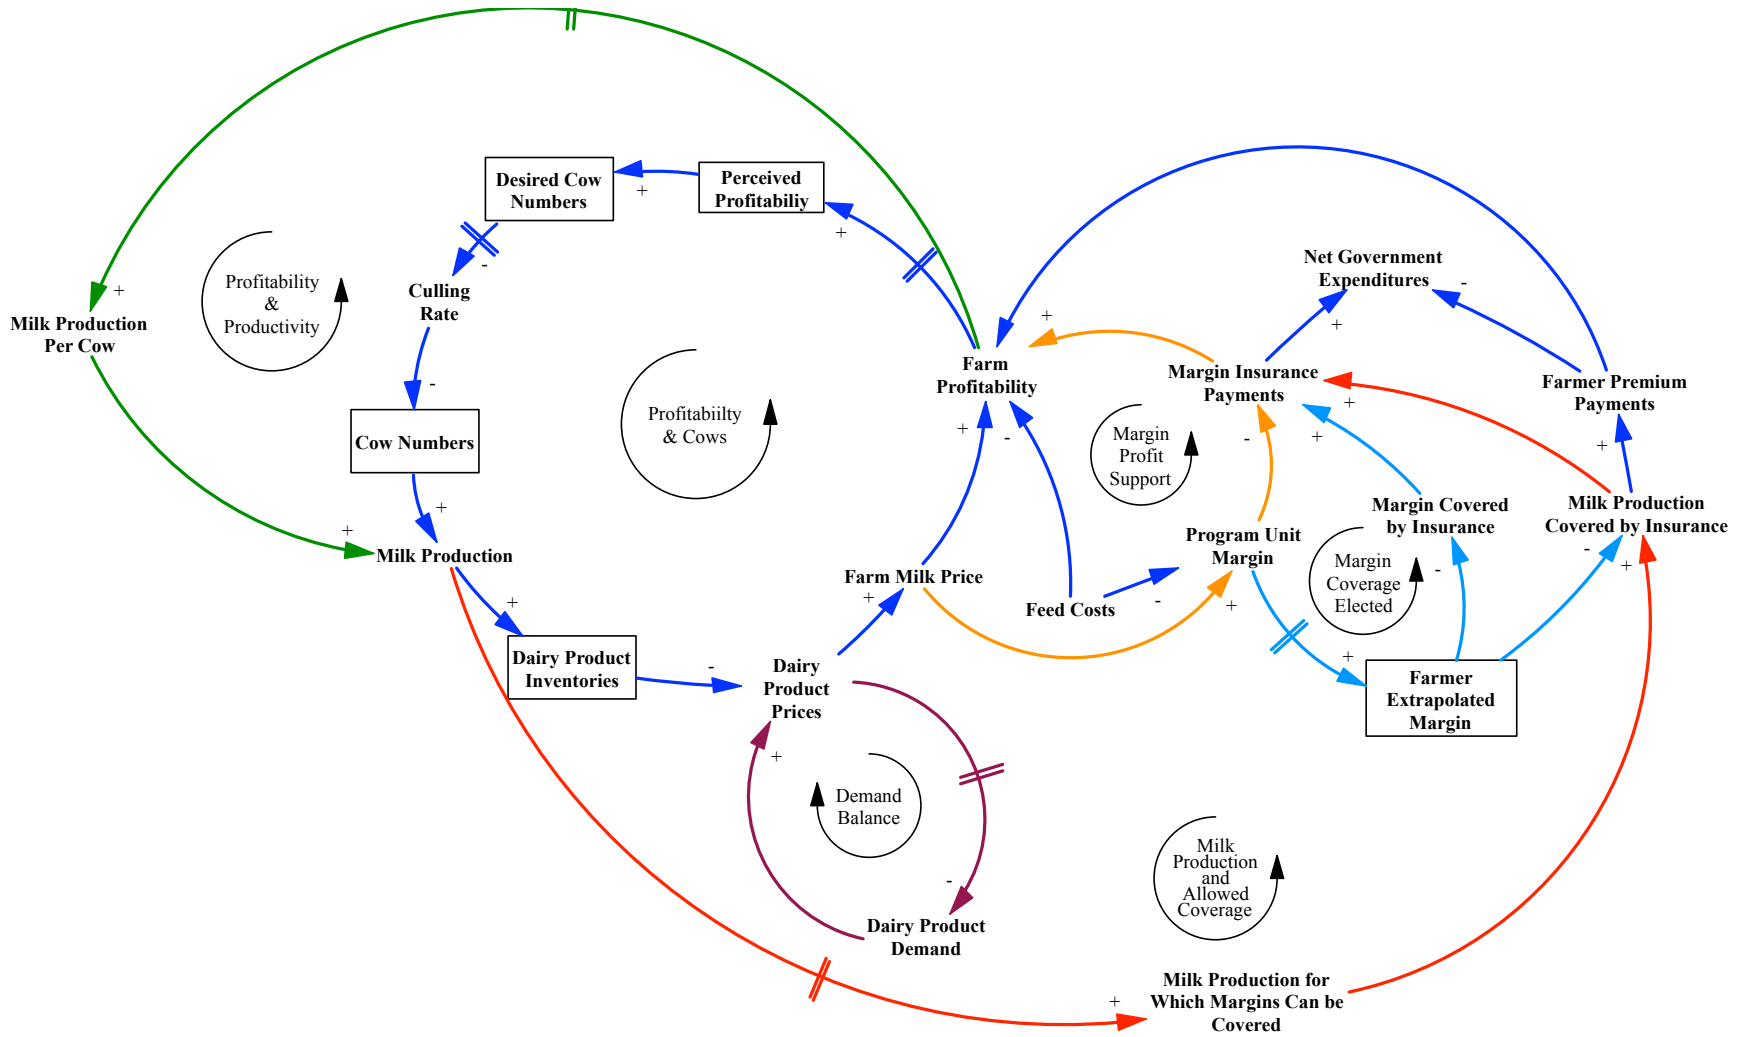 Desired Cow
Numbers
Perceived
Profitabiliy
+
+
-
+
Profitability
&
Productivity
Culling
Rate
Milk Production
Per Cow
-
Cow Numbers
+
+
Milk Production
+
Profitabiilty
& Cows
Dairy Product
Inventories
-
Dairy
Product
Prices
+
Demand
Balance
-
Dairy Product
Demand
Farm
Profitability
+
-
+
Farm Milk Price
+
Feed Costs
-
+
Net Government
Expenditures
-
+
Margin Insurance
Payments
+
+
-
Farmer Premium
Payments
+
Margin
Profit
Support
Program Unit
Margin
Margin Covered
by Insurance
Milk Production
Covered by Insurance
-
+
-
Margin
Coverage
Elected
+
Farmer
Extrapolated
Margin
Milk
Production
and
Allowed
Coverage
+
Milk Production for
Which Margins Can be
Covered